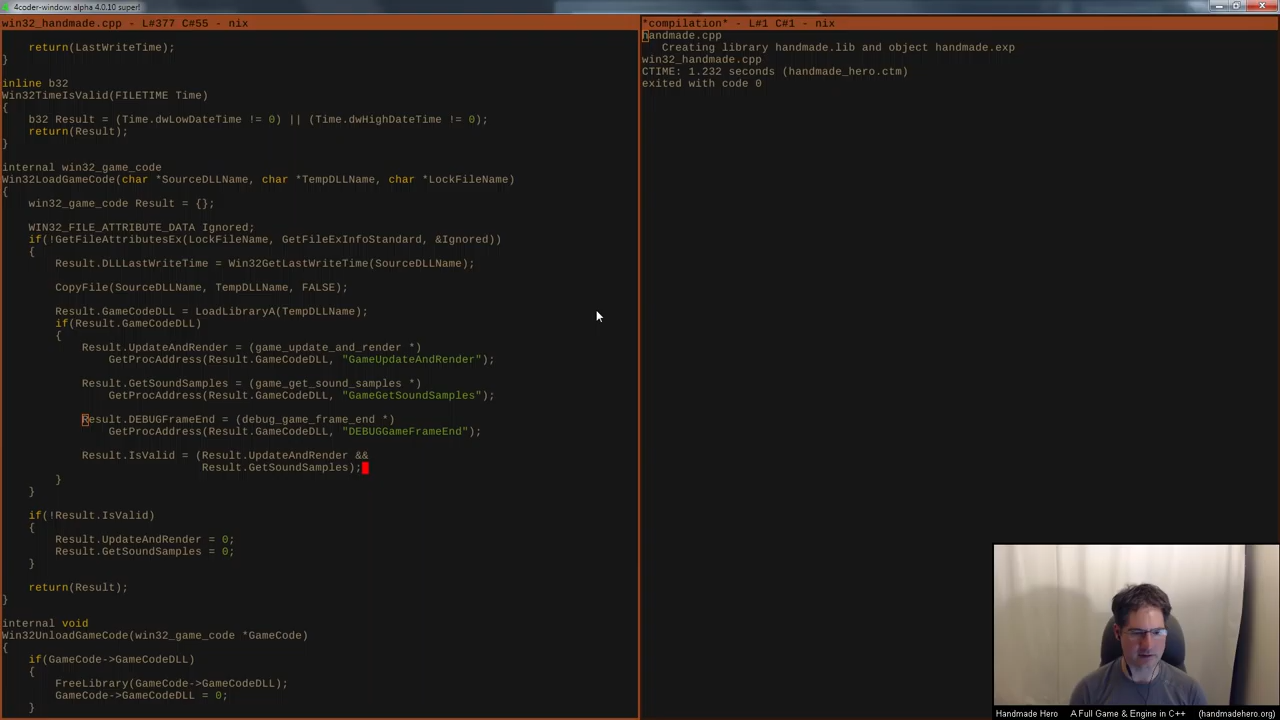 4coder-window: alpha 4.0.10 super!
win32_handmade.cpp - L#377 C#55 - nix
    return(LastWriteTime);
}
inline b32
Win32TimeIsValid(FILETIME Time)
{
    b32 Result = (Time.dwLowDateTime != 0) || (Time.dwHighDateTime != 0);
    return(Result);
}
internal win32_game_code
Win32LoadGameCode(char *SourceDLLName, char *TempDLLName, char *LockFileName)
{
    win32_game_code Result = {};
    WIN32_FILE_ATTRIBUTE_DATA Ignored;
    if(!GetFileAttributesEx(LockFileName, GetFileExInfoStandard, &Ignored))
    {
        Result.DLLLastWriteTime = Win32GetLastWriteTime(SourceDLLName);
        CopyFile(SourceDLLName, TempDLLName, FALSE);
        Result.GameCodeDLL = LoadLibraryA(TempDLLName);
        if(Result.GameCodeDLL)
        {
            Result.UpdateAndRender = (game_update_and_render *)
                GetProcAddress(Result.GameCodeDLL, "GameUpdateAndRender");
            Result.GetSoundSamples = (game_get_sound_samples *)
                GetProcAddress(Result.GameCodeDLL, "GameGetSoundSamples");
            Result.DEBUGFrameEnd = (debug_game_frame_end *)
                GetProcAddress(Result.GameCodeDLL, "DEBUGGameFrameEnd");
            Result.IsValid = (Result.UpdateAndRender &&
                              Result.GetSoundSamples);
        }
    }
    if(!Result.IsValid)
    {
        Result.UpdateAndRender = 0;
        Result.GetSoundSamples = 0;
    }
    return(Result);
}
internal void
Win32UnloadGameCode(win32_game_code *GameCode)
{
    if(GameCode->GameCodeDLL)
    {
        FreeLibrary(GameCode->GameCodeDLL);
        GameCode->GameCodeDLL = 0;
    }
*compilation* - L#1 C#1 - nix
handmade.cpp
   Creating library handmade.lib and object handmade.exp
win32_handmade.cpp
CTIME: 1.232 seconds (handmade_hero.ctm)
exited with code 0
Handmade Hero A Full Game & Engine in C++ (handmadehero.org)